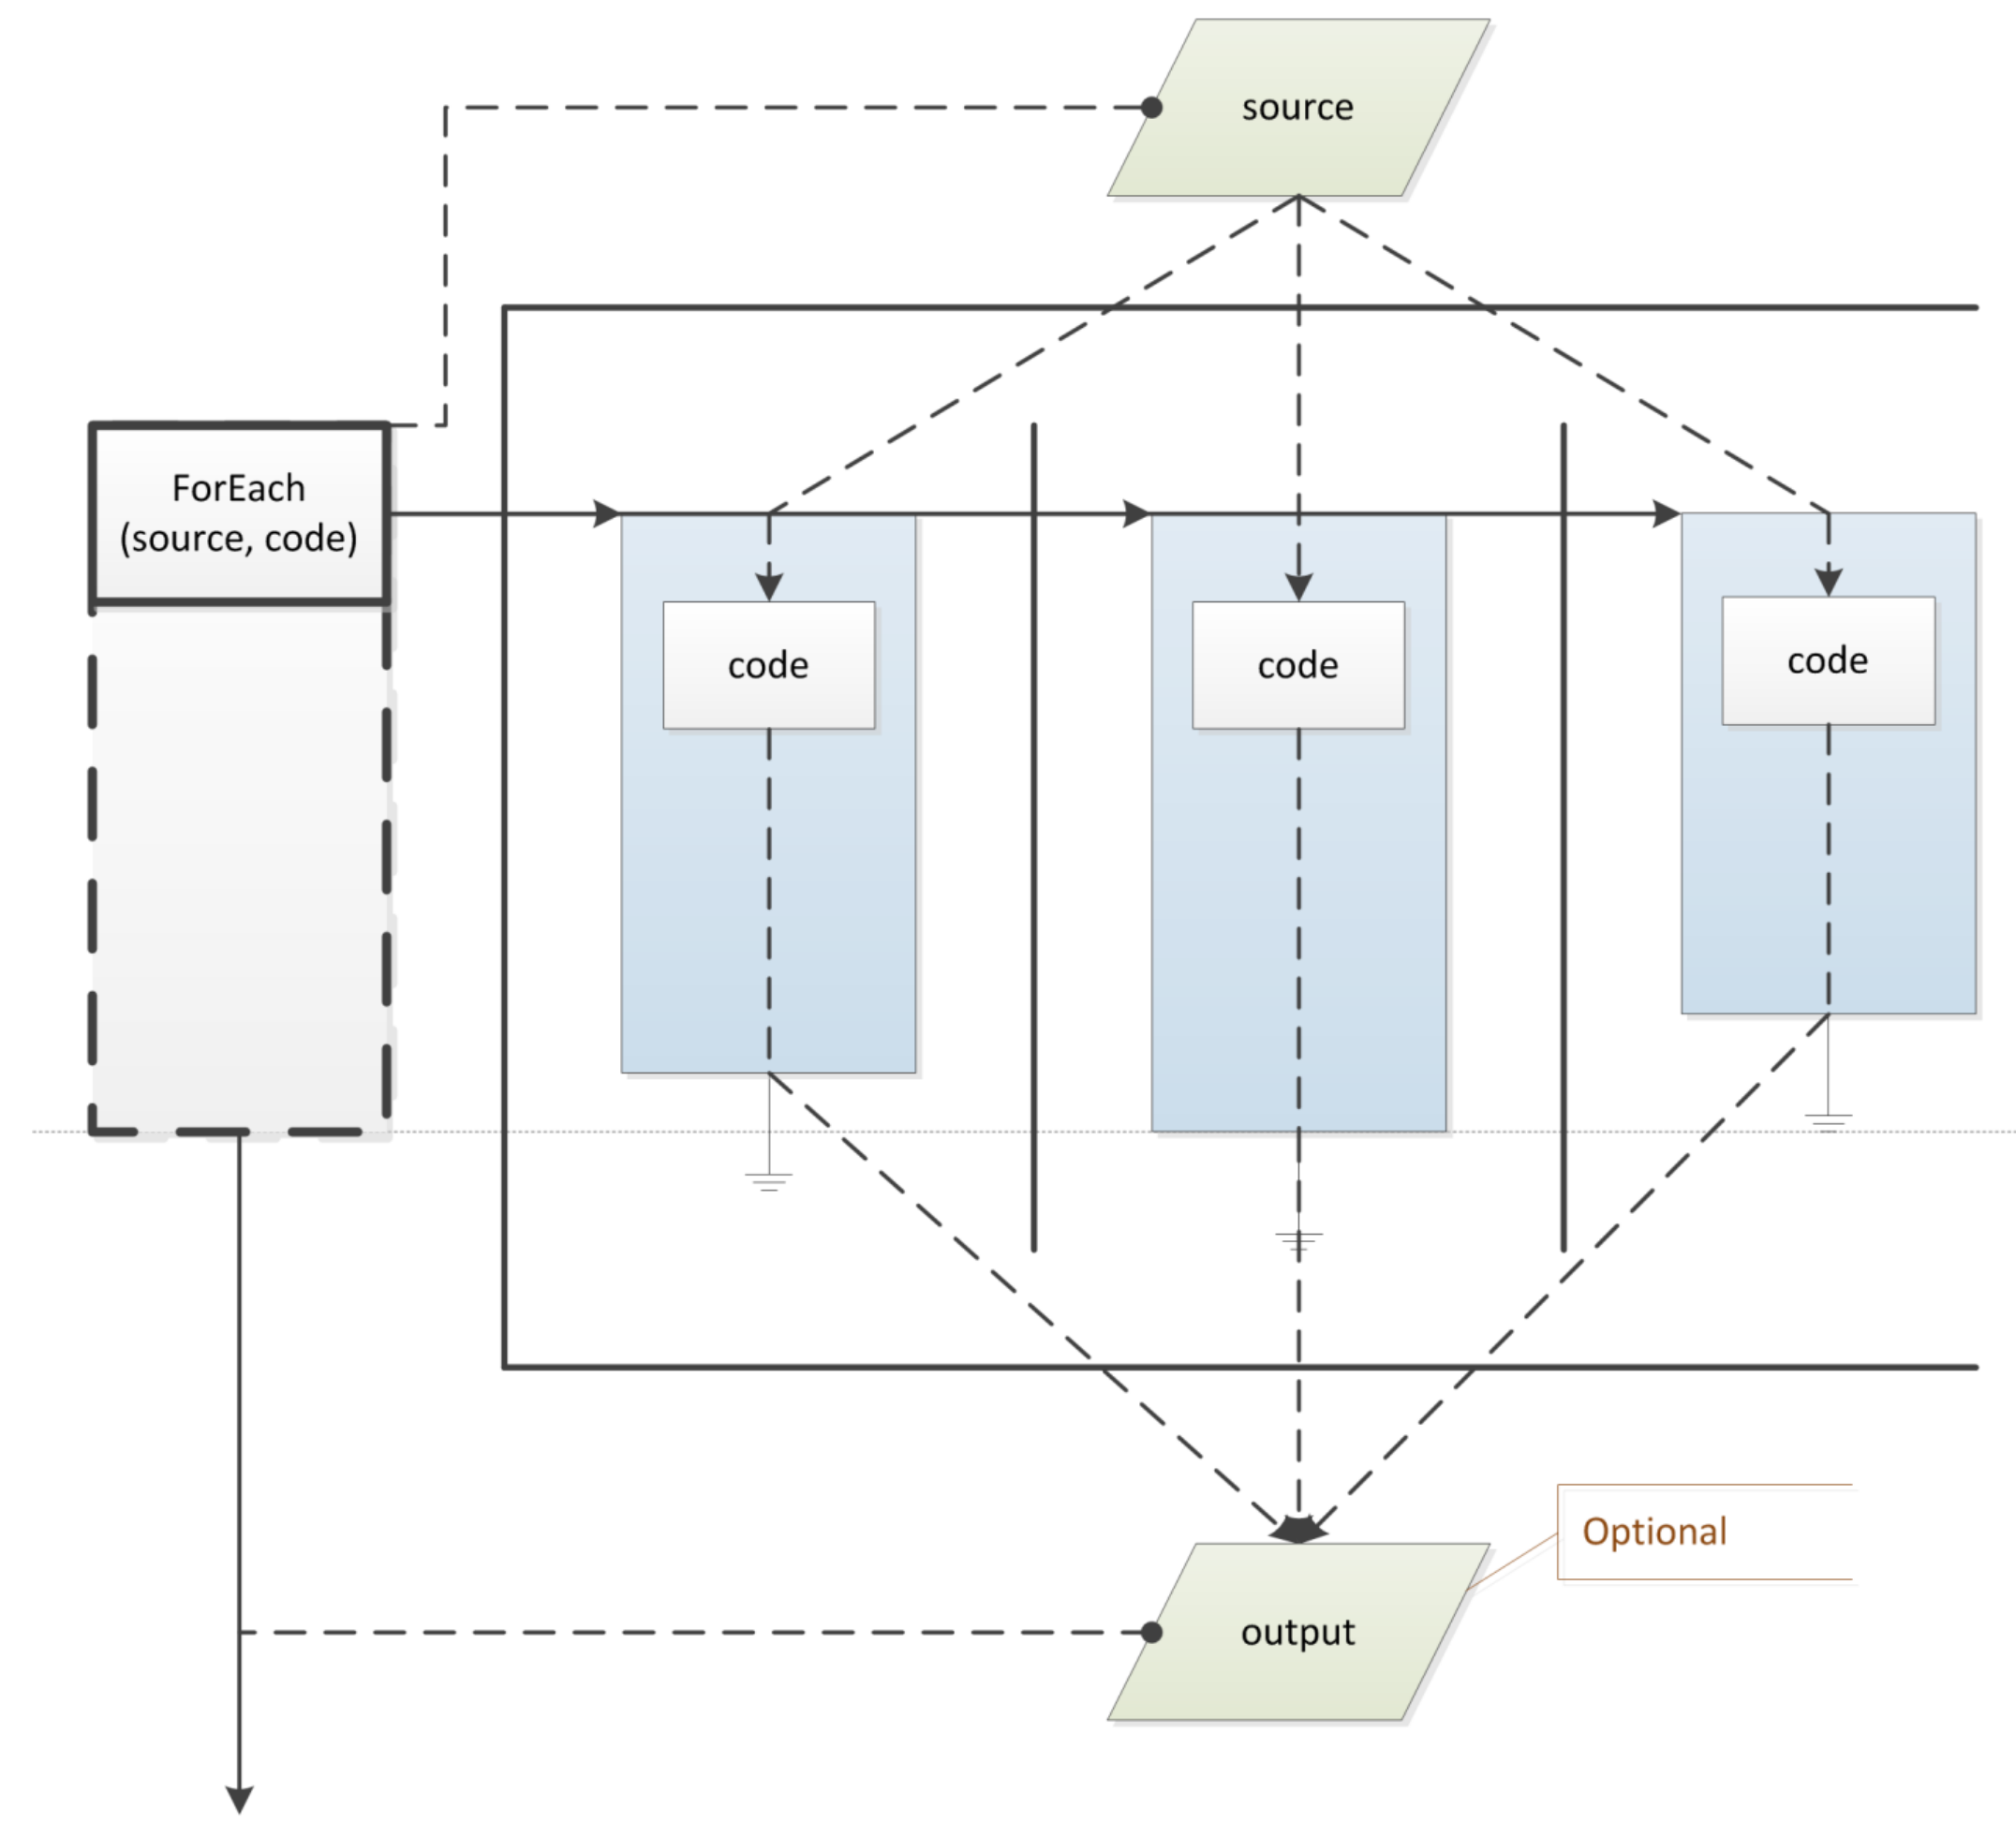 source
ForEach
(source, code)
code
code
code
Optional
output